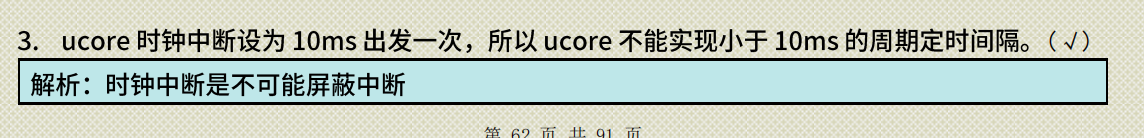 3. ucore 时钟中断设为 10ms 出发一次，所以 ucore 不能实现小于 10ms 的周期定时间隔。（√）
解析：时钟中断是不可能屏蔽中断
第 62 页 共 91 页